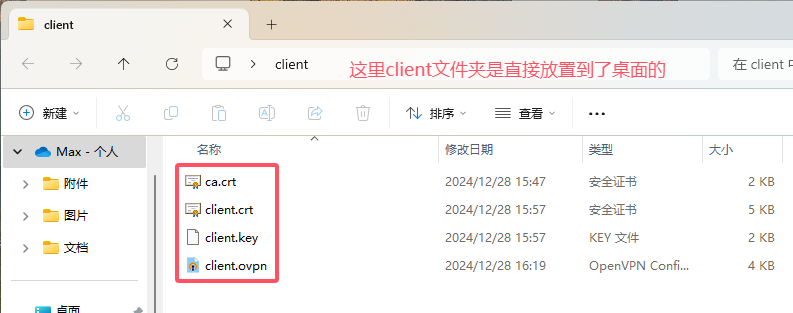 client
client
这里client文件夹是直接放置到了桌面的
在 client 中
新建
排序
查看
Max - 个人
附件
图片
文档
桌面
名称 修改日期 类型 大小
ca.crt 2024/12/28 15:47 安全证书 2 KB
client.crt 2024/12/28 15:57 安全证书 5 KB
client.key 2024/12/28 15:57 KEY 文件 2 KB
client.ovpn 2024/12/28 16:19 OpenVPN Confi... 4 KB